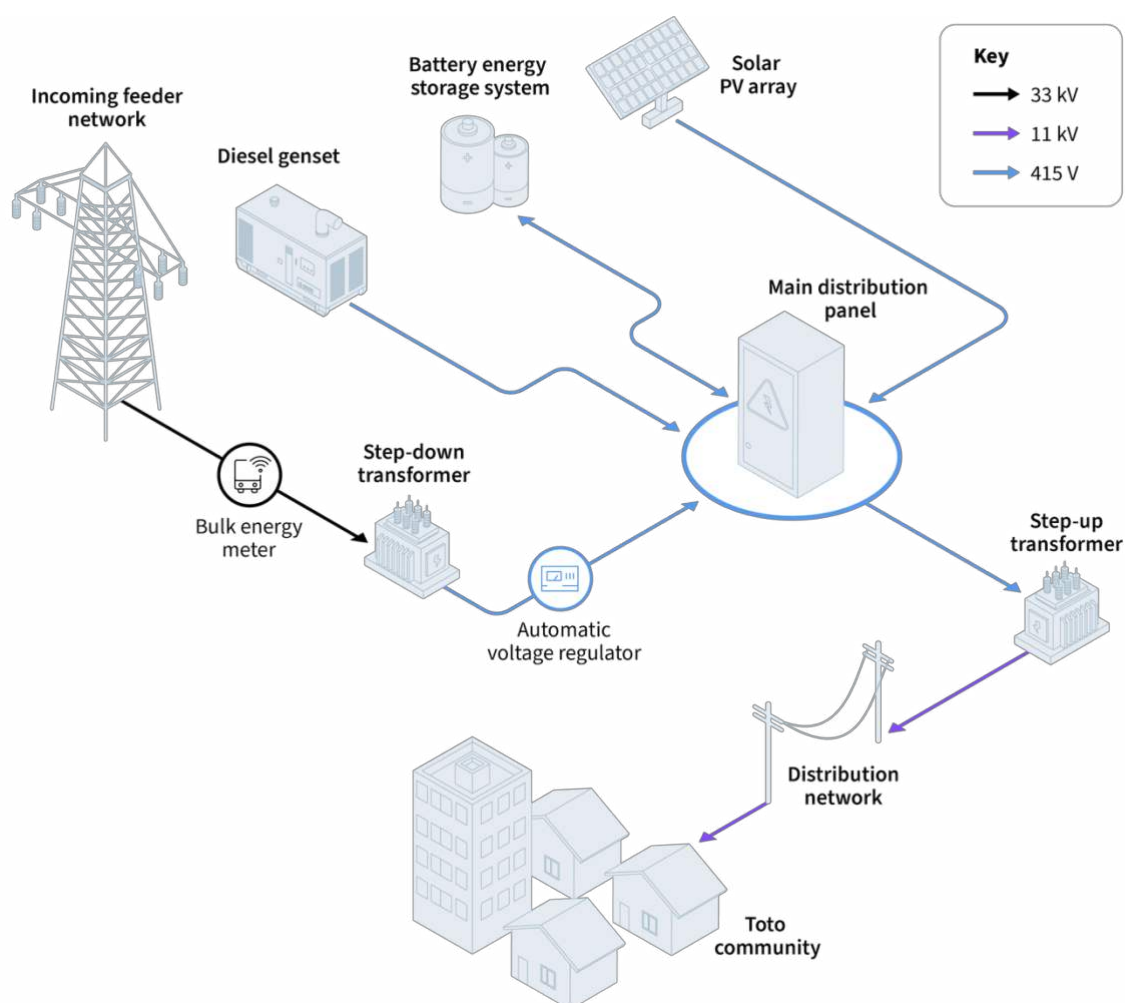 Incoming feeder
network
Diesel genset
Battery energy
storage system
Solar
PV array
Key
33 kV
11 kV
415 V
Main distribution
panel
Step-down
transformer
Bulk energy
meter
Automatic
voltage regulator
Step-up
transformer
Distribution
network
Toto
community